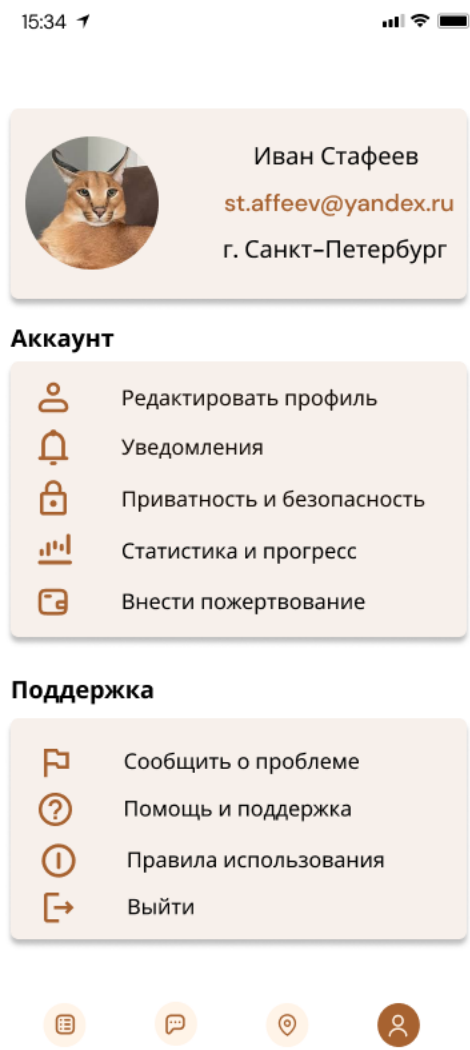 15:34
Иван Стафеев
st.affeev@yandex.ru
г. Санкт-Петербург
Аккаунт
Редактировать профиль
Уведомления
Приватность и безопасность
Статистика и прогресс
Внести пожертвование
Поддержка
Сообщить о проблеме
Помощь и поддержка
Правила использования
Выйти